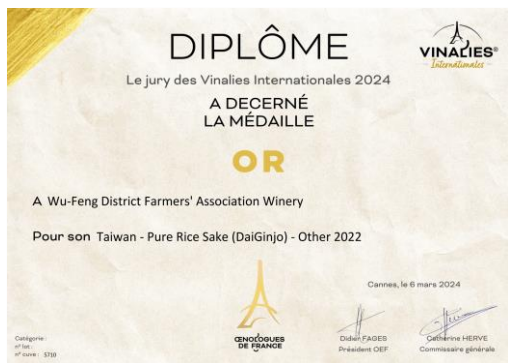 DIPLÔME
VINALIES®
Internationales
Le jury des Vinalies Internationales 2024
A DECERNÉ
LA MÉDAILLE
OR
A Wu-Feng District Farmers' Association Winery
Pour son Taiwan - Pure Rice Sake (DaiGinjo) - Other 2022
Cannes, le 6 mars 2024
Catégorie :
n° lot :
n° cuve : 5710
ŒNOLOGUES
DE FRANCE
Didier FAGES
Président OEF
Catherine HERVE
Commissaire générale